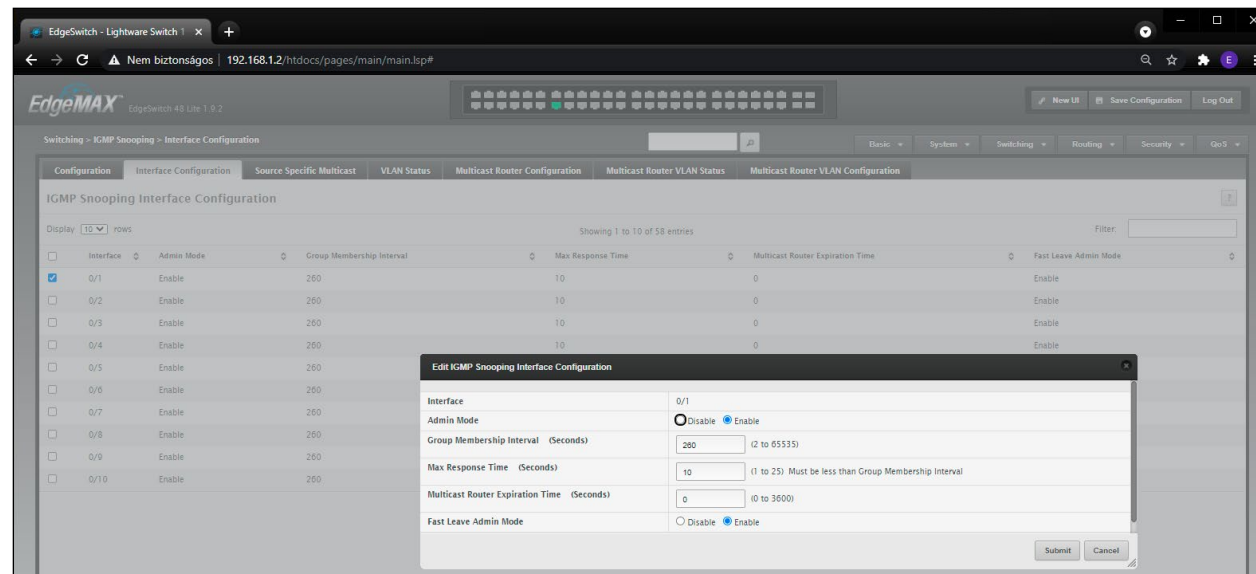 EdgeSwitch - Lightware Switch 1
Nem biztonságos | 192.168.1.2/htdocs/pages/main/main.lsp#
E
EdgeMAX EdgeSwitch 48 Lite 1.9.2
New UI Save Configuration Log Out
Switching > IGMP Snooping > Interface Configuration
Basic System Switching Routing Security QoS
Configuration Interface Configuration Source Specific Multicast VLAN Status Multicast Router Configuration Multicast Router VLAN Status Multicast Router VLAN Configuration
IGMP Snooping Interface Configuration ?
Display 10 rows Showing 1 to 10 of 58 entries Filter:
Interface Admin Mode Group Membership Interval Max Response Time Multicast Router Expiration Time Fast Leave Admin Mode
0/1 Enable 260 10 0 Enable
0/2 Enable 260 10 0 Enable
0/3 Enable 260 10 0 Enable
0/4 Enable 260 10 0 Enable
0/5 Enable 260
0/6 Enable 260
0/7 Enable 260
0/8 Enable 260
0/9 Enable 260
0/10 Enable 260
Edit IGMP Snooping Interface Configuration
Interface 0/1
Admin Mode Disable Enable
Group Membership Interval (Seconds) 260 (2 to 65535)
Max Response Time (Seconds) 10 (1 to 25) Must be less than Group Membership Interval
Multicast Router Expiration Time (Seconds) 0 (0 to 3600)
Fast Leave Admin Mode Disable Enable
Submit Cancel